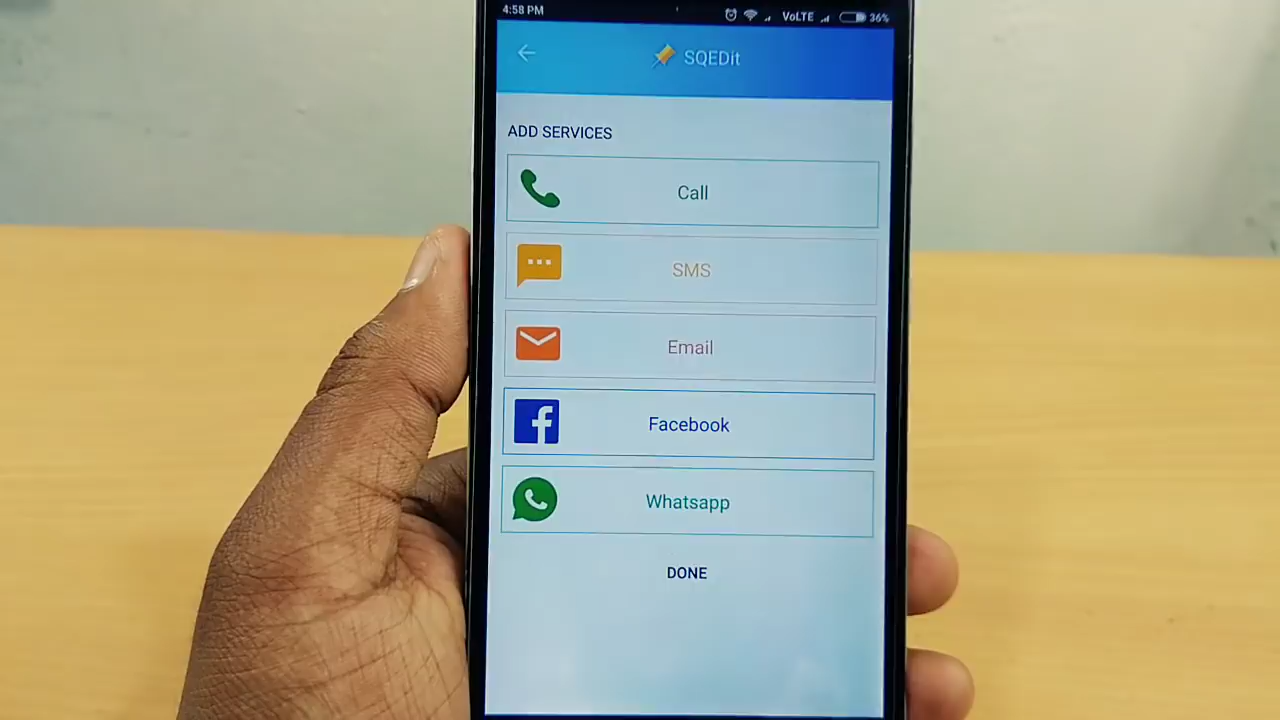 4:58 PM VoLTE 36%
SQEDit
ADD SERVICES
Call
SMS
Email
Facebook
Whatsapp
DONE